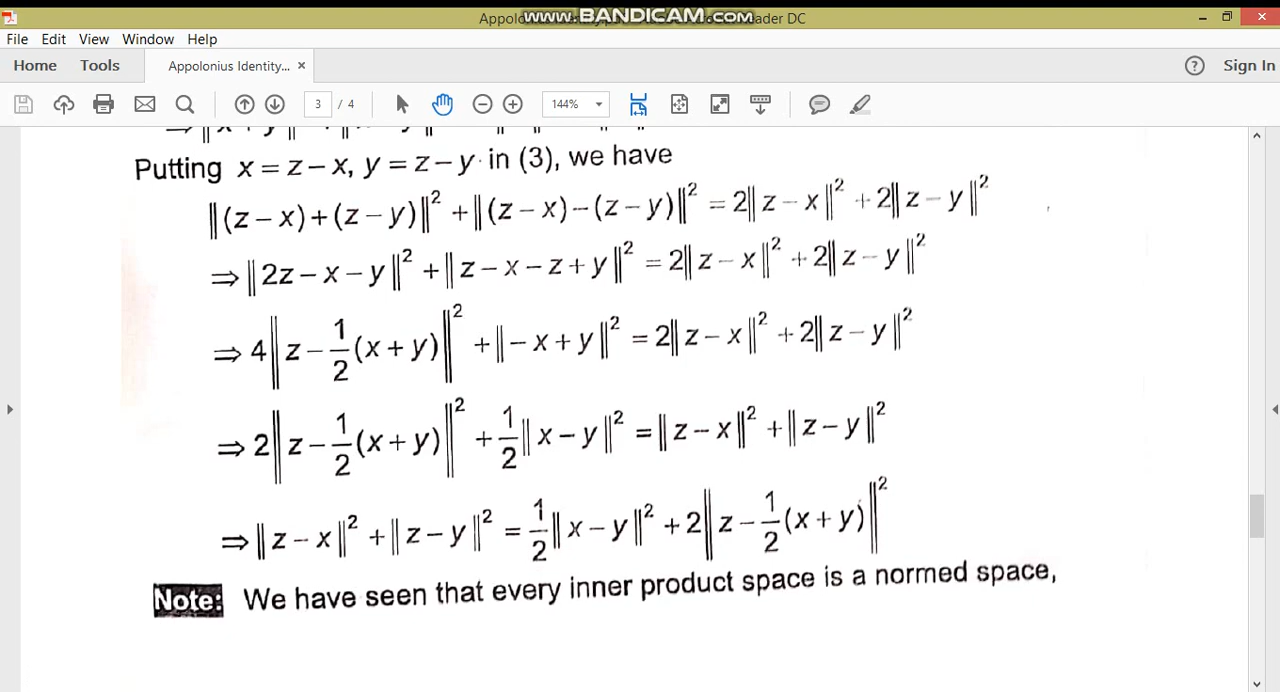 Appolo www.BANDICAM.com eader DC
File Edit View Window Help
Home Tools Appolonius Identity... × ? Sign In
3 / 4 144%
Putting x = z − x, y = z − y in (3), we have
‖(z − x) + (z − y)‖² + ‖(z − x) − (z − y)‖² = 2‖z − x‖² + 2‖z − y‖²
⇒ ‖2z − x − y‖² + ‖z − x − z + y‖² = 2‖z − x‖² + 2‖z − y‖²
⇒ 4‖z − 1/2(x + y)‖² + ‖−x + y‖² = 2‖z − x‖² + 2‖z − y‖²
⇒ 2‖z − 1/2(x + y)‖² + 1/2‖x − y‖² = ‖z − x‖² + ‖z − y‖²
⇒ ‖z − x‖² + ‖z − y‖² = 1/2‖x − y‖² + 2‖z − 1/2(x + y)‖²
Note: We have seen that every inner product space is a normed space,